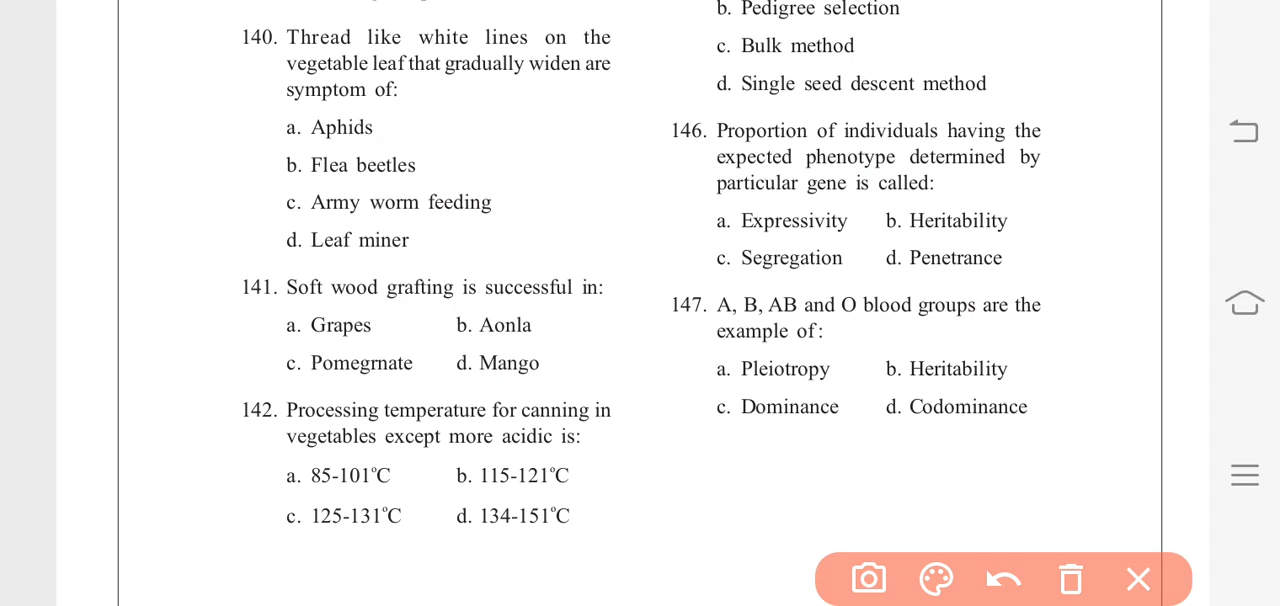 140. Thread like white lines on the
vegetable leaf that gradually widen are
symptom of:
a. Aphids
b. Flea beetles
c. Army worm feeding
d. Leaf miner
141. Soft wood grafting is successful in:
a. Grapes b. Aonla
c. Pomegrnate d. Mango
142. Processing temperature for canning in
vegetables except more acidic is:
a. 85-101°C b. 115-121°C
c. 125-131°C d. 134-151°C
b. Pedigree selection
c. Bulk method
d. Single seed descent method
146. Proportion of individuals having the
expected phenotype determined by
particular gene is called:
a. Expressivity b. Heritability
c. Segregation d. Penetrance
147. A, B, AB and O blood groups are the
example of:
a. Pleiotropy b. Heritability
c. Dominance d. Codominance